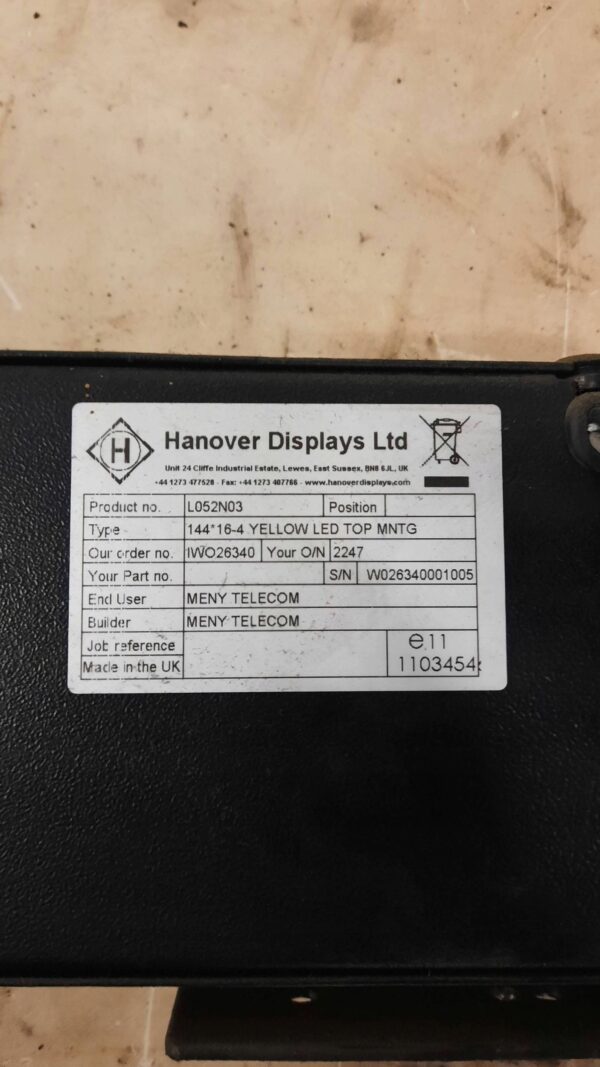 H
Hanover Displays Ltd
Unit 24 Cliffe Industrial Estate, Lewes, East Sussex, BN8 6JL, UK
+44 1273 477528 - Fax: +44 1273 407766 - www.hanoverdisplays.com
Product no. L052N03 Position
Type 144*16-4 YELLOW LED TOP MNTG
Our order no. IWO26340 Your O/N 2247
Your Part no. S/N W026340001005
End User MENY TELECOM
Builder MENY TELECOM
Job reference e11
Made in the UK 1103454